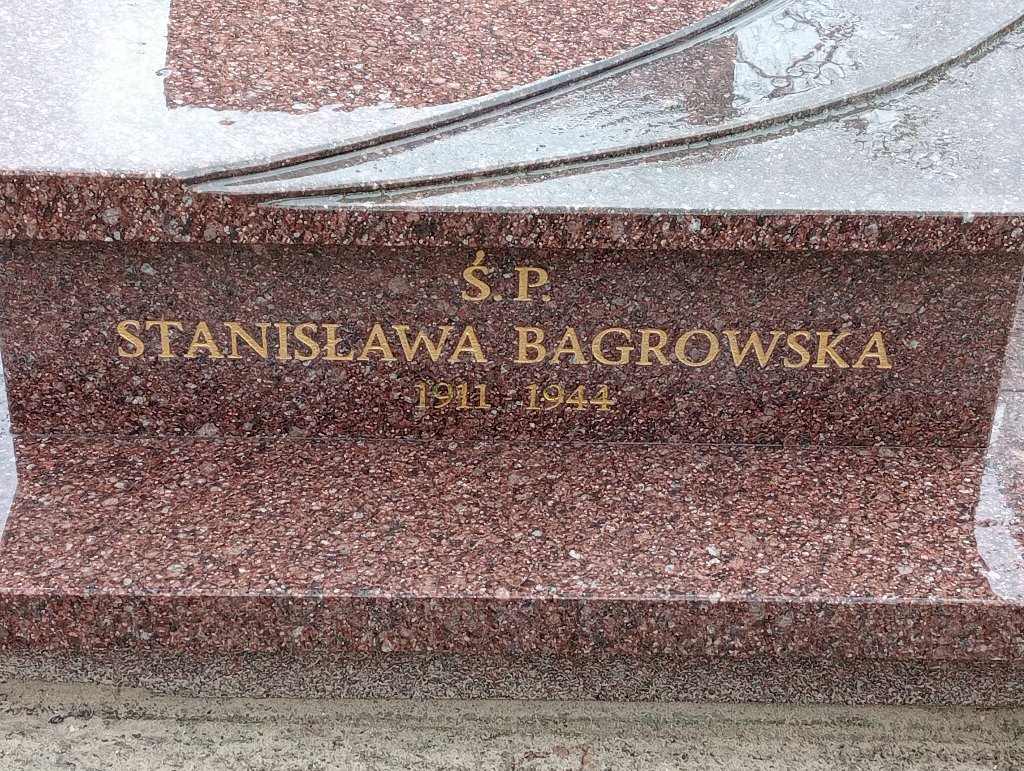 Ś.P.
STANISŁAWA BAGROWSKA
1911 - 1944